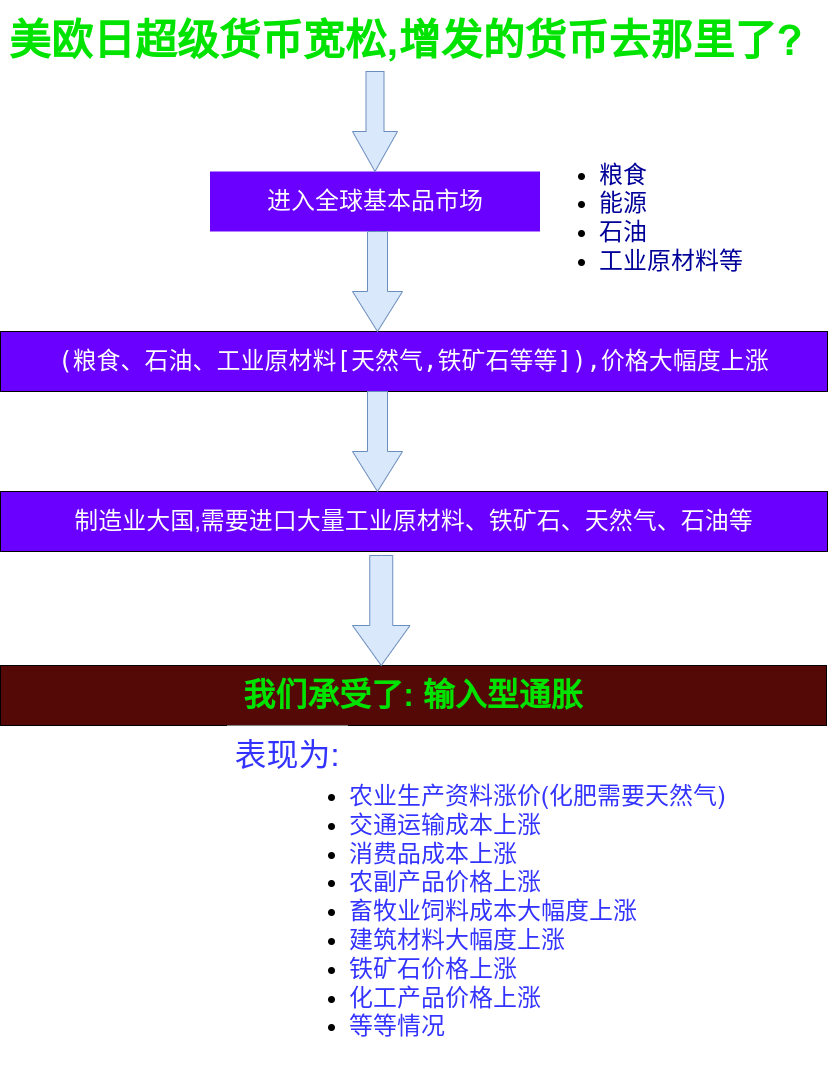 美欧日超级货币宽松,增发的货币去那里了?
进入全球基本品市场
粮食
能源
石油
工业原材料等
(粮食、石油、工业原材料[天然气,铁矿石等等]),价格大幅度上涨
制造业大国,需要进口大量工业原材料、铁矿石、天然气、石油等
我们承受了: 输入型通胀
表现为:
农业生产资料涨价(化肥需要天然气)
交通运输成本上涨
消费品成本上涨
农副产品价格上涨
畜牧业饲料成本大幅度上涨
建筑材料大幅度上涨
铁矿石价格上涨
化工产品价格上涨
等等情况